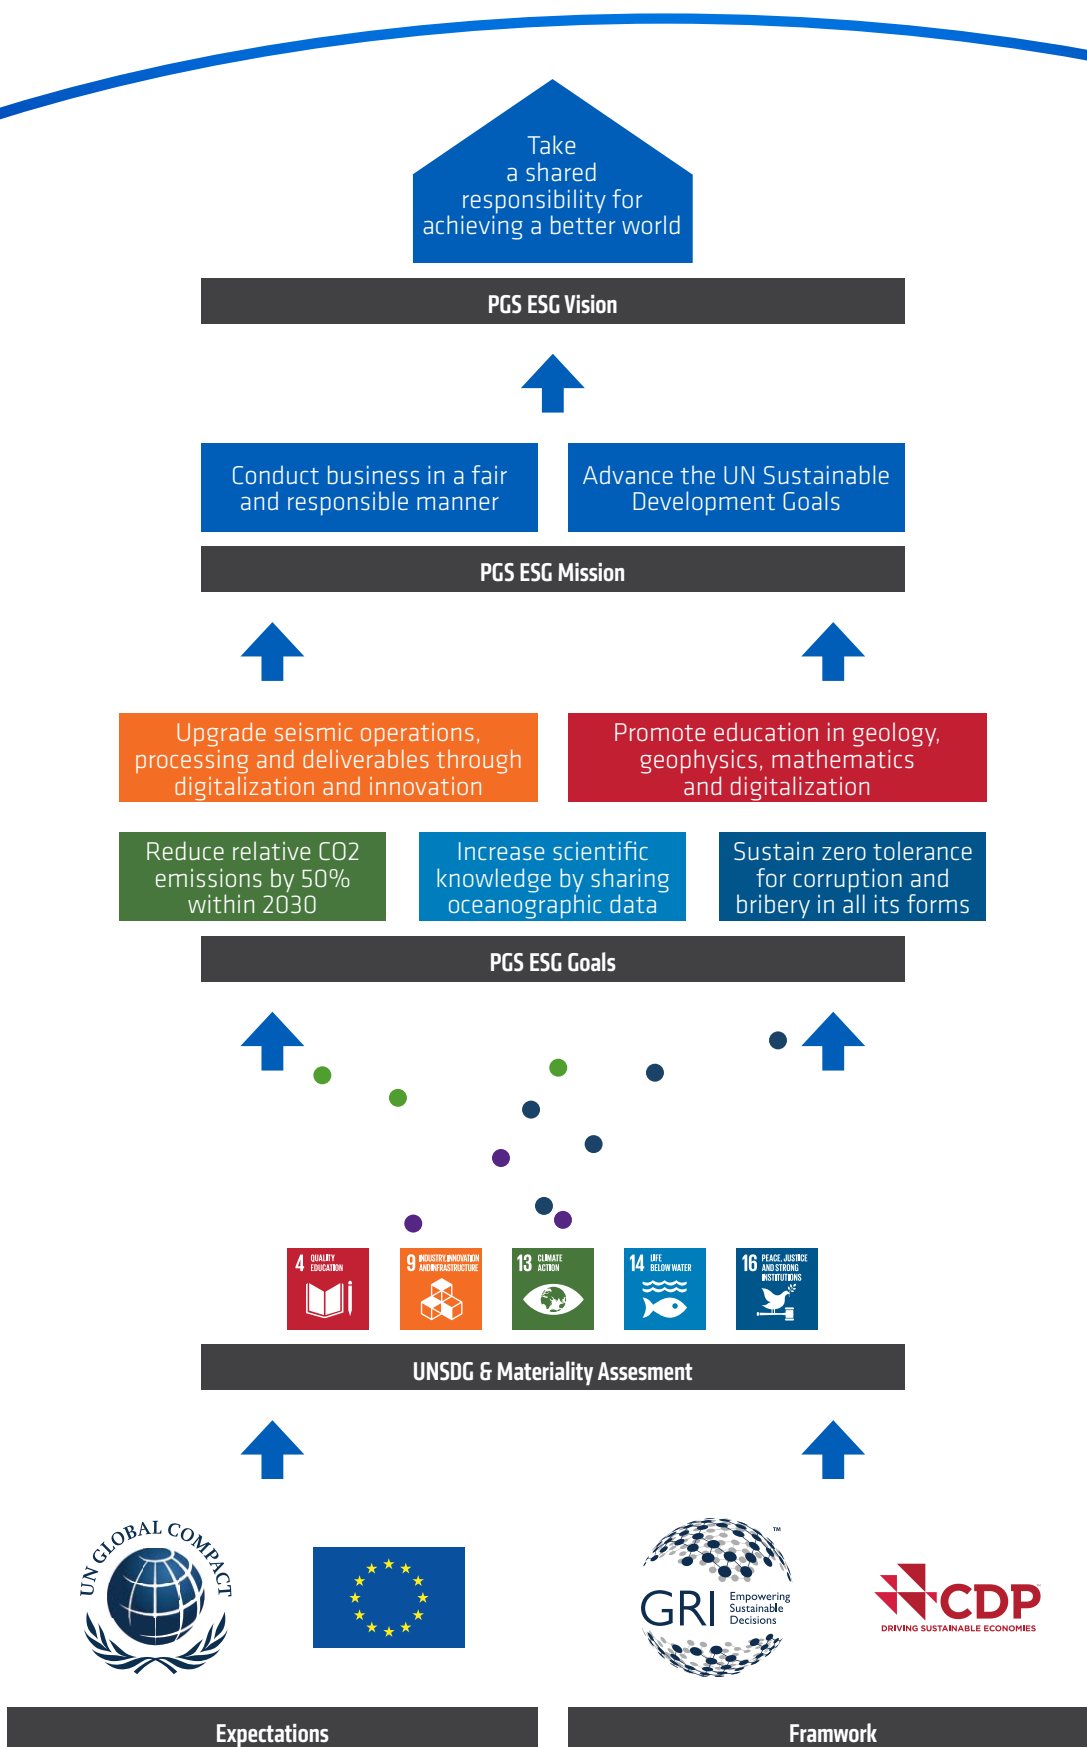 Take
a shared
responsibility for
achieving a better world
PGS ESG Vision
Conduct business in a fair
and responsible manner
Advance the UN Sustainable
Development Goals
PGS ESG Mission
Upgrade seismic operations,
processing and deliverables through
digitalization and innovation
Promote education in geology,
geophysics, mathematics
and digitalization
Reduce relative CO2
emissions by 50%
within 2030
Increase scientific
knowledge by sharing
oceanographic data
Sustain zero tolerance
for corruption and
bribery in all its forms
PGS ESG Goals
4 QUALITY
EDUCATION
9 INDUSTRY, INNOVATION
AND INFRASTRUCTURE
13 CLIMATE
ACTION
14 LIFE
BELOW WATER
16 PEACE, JUSTICE
AND STRONG
INSTITUTIONS
UNSDG & Materiality Assesment
UN GLOBAL COMPACT
GRI
Empowering
Sustainable
Decisions
TM
CDP
DRIVING SUSTAINABLE ECONOMIES
Expectations
Framwork